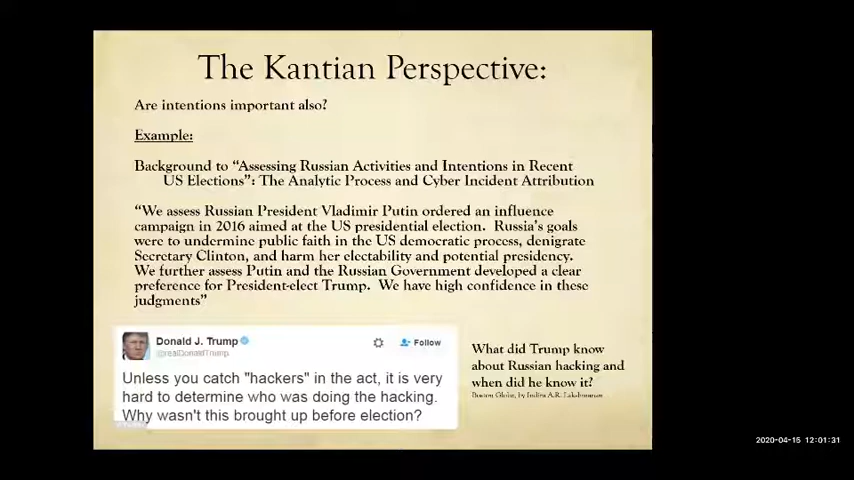 The Kantian Perspective:
Are intentions important also?
Example:
Background to “Assessing Russian Activities and Intentions in Recent
US Elections”: The Analytic Process and Cyber Incident Attribution
“We assess Russian President Vladimir Putin ordered an influence
campaign in 2016 aimed at the US presidential election. Russia's goals
were to undermine public faith in the US democratic process, denigrate
Secretary Clinton, and harm her electability and potential presidency.
We further assess Putin and the Russian Government developed a clear
preference for President-elect Trump. We have high confidence in these
judgments”
Donald J. Trump
@realDonaldTrump
Follow
Unless you catch "hackers" in the act, it is very
hard to determine who was doing the hacking.
Why wasn't this brought up before election?
What did Trump know
about Russian hacking and
when did he know it?
Boston Globe, by Indira A.R. Lakshmanan
2020-04-15 12:01:31